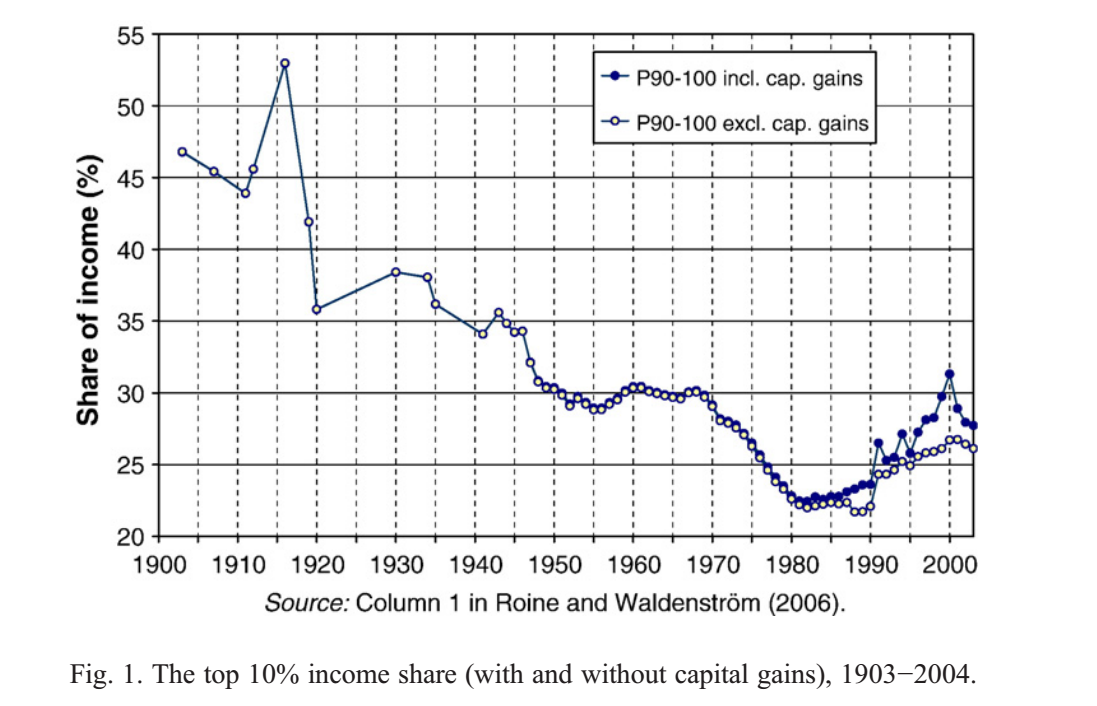 55
50
45
40
35
30
25
20
Share of income (%)
P90-100 incl. cap. gains
P90-100 excl. cap. gains
1900 1910 1920 1930 1940 1950 1960 1970 1980 1990 2000
Source: Column 1 in Roine and Waldenström (2006).
Fig. 1. The top 10% income share (with and without capital gains), 1903−2004.